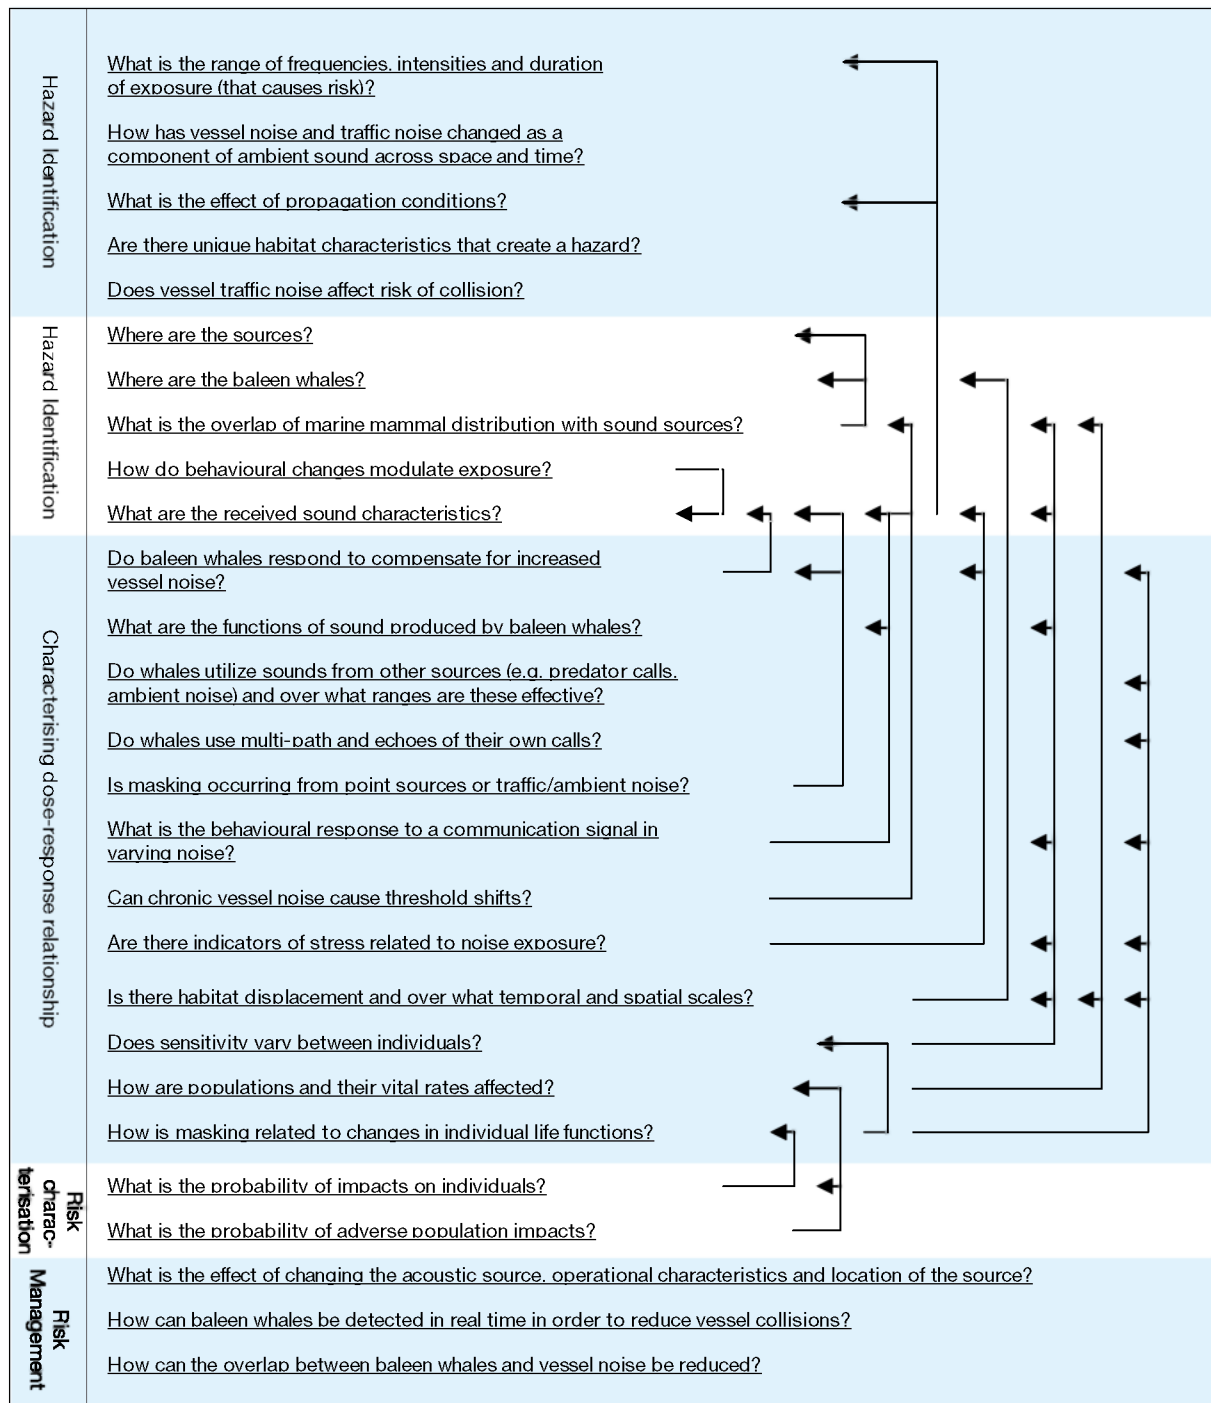 Hazard Identification
What is the range of frequencies, intensities and duration
of exposure (that causes risk)?
How has vessel noise and traffic noise changed as a
component of ambient sound across space and time?
What is the effect of propagation conditions?
Are there unique habitat characteristics that create a hazard?
Does vessel traffic noise affect risk of collision?
Hazard Identification
Where are the sources?
Where are the baleen whales?
What is the overlap of marine mammal distribution with sound sources?
How do behavioural changes modulate exposure?
What are the received sound characteristics?
Characterising dose-response relationship
Do baleen whales respond to compensate for increased
vessel noise?
What are the functions of sound produced by baleen whales?
Do whales utilize sounds from other sources (e.g. predator calls,
ambient noise) and over what ranges are these effective?
Do whales use multi-path and echoes of their own calls?
Is masking occurring from point sources or traffic/ambient noise?
What is the behavioural response to a communication signal in
varying noise?
Can chronic vessel noise cause threshold shifts?
Are there indicators of stress related to noise exposure?
Is there habitat displacement and over what temporal and spatial scales?
Does sensitivity vary between individuals?
How are populations and their vital rates affected?
How is masking related to changes in individual life functions?
Risk
charac-
terisation
What is the probability of impacts on individuals?
What is the probability of adverse population impacts?
Risk
Management
What is the effect of changing the acoustic source, operational characteristics and location of the source?
How can baleen whales be detected in real time in order to reduce vessel collisions?
How can the overlap between baleen whales and vessel noise be reduced?